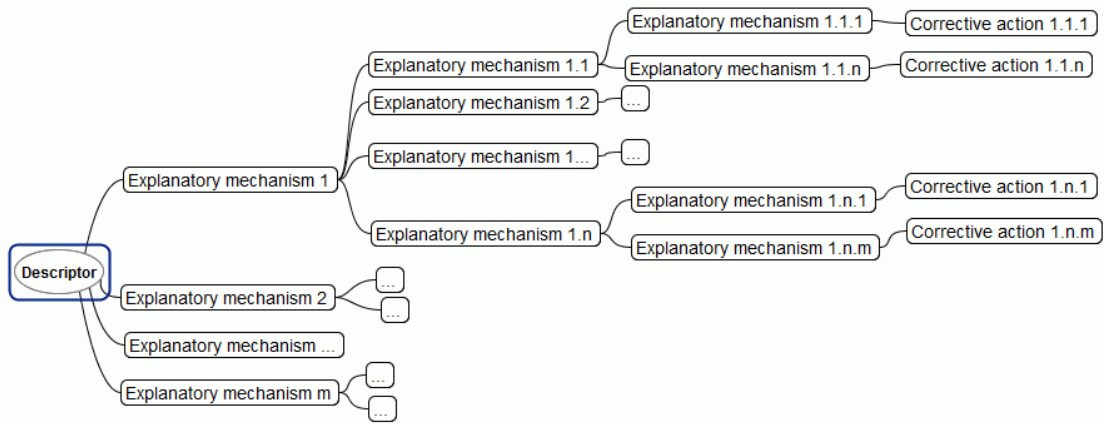 Explanatory mechanism 1.1.1
Corrective action 1.1.1
Explanatory mechanism 1.1
Explanatory mechanism 1.1.n
Corrective action 1.1.n
Explanatory mechanism 1.2
...
Explanatory mechanism 1...
...
Explanatory mechanism 1
Explanatory mechanism 1.n.1
Corrective action 1.n.1
Explanatory mechanism 1.n
Explanatory mechanism 1.n.m
Corrective action 1.n.m
Descriptor
...
Explanatory mechanism 2
...
Explanatory mechanism ...
...
Explanatory mechanism m
...